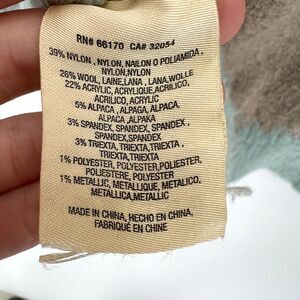 RN# 66170 CA# 32054
39% NYLON , NYLON, NAILON O POLIAMIDA,
NYLON,NYLON
26% WOOL, LAINE,LANA , LANA.WOLLE
22% ACRYLIC, ACRYLIQUE,ACRILICO,
ACRILICO, ACRYLIC
5% ALPACA , ALPAGA, ALPACA,
ALPACA, ALPAKA
3% SPANDEX, SPANDEX, SPANDEX,
SPANDEX , SPANDEX
3% TRIEXTA, TRIEXTA,TRIEXTA ,
TRIEXTA,TRIEXTA
1% POLYESTER, POLYESTER,POLIESTER,
POLIESTERE, POLYESTER
1% METALLIC, METALLIQUE, METALICO,
METALLICA,METALLIC
MADE IN CHINA, HECHO EN CHINA,
FABRIQUÉ EN CHINE